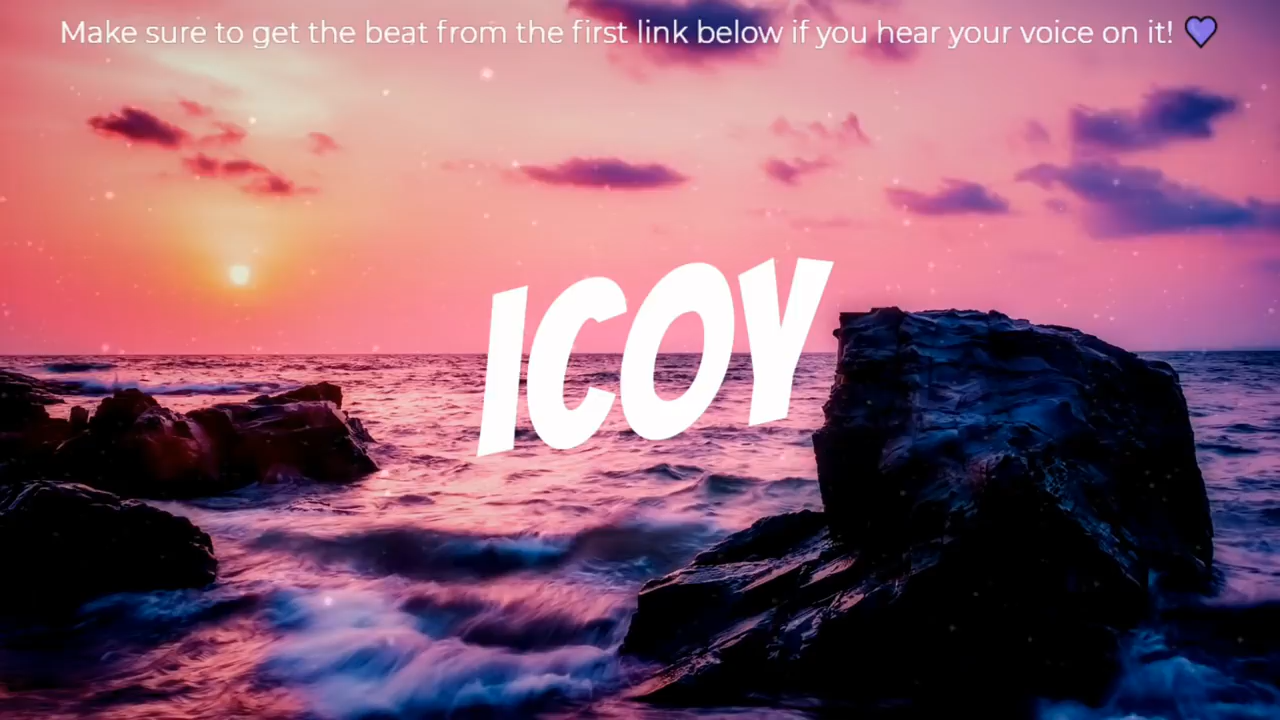 Make sure to get the beat from the first link below if you hear your voice on it! 💜
ICOY